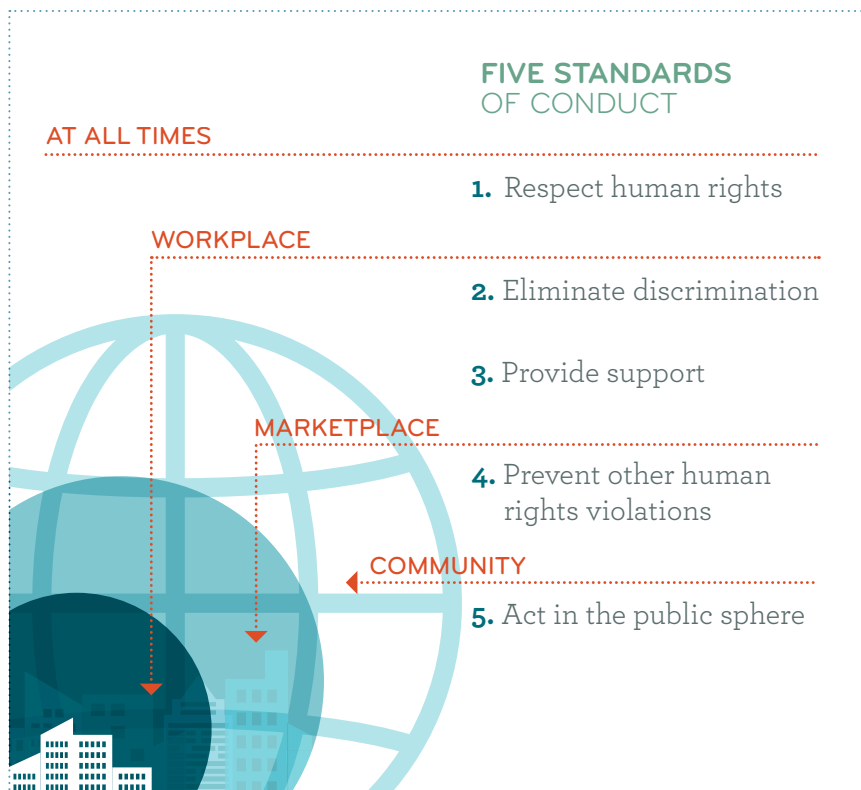 FIVE STANDARDS
OF CONDUCT
AT ALL TIMES
1. Respect human rights
WORKPLACE
2. Eliminate discrimination
3. Provide support
MARKETPLACE
4. Prevent other human
rights violations
COMMUNITY
5. Act in the public sphere